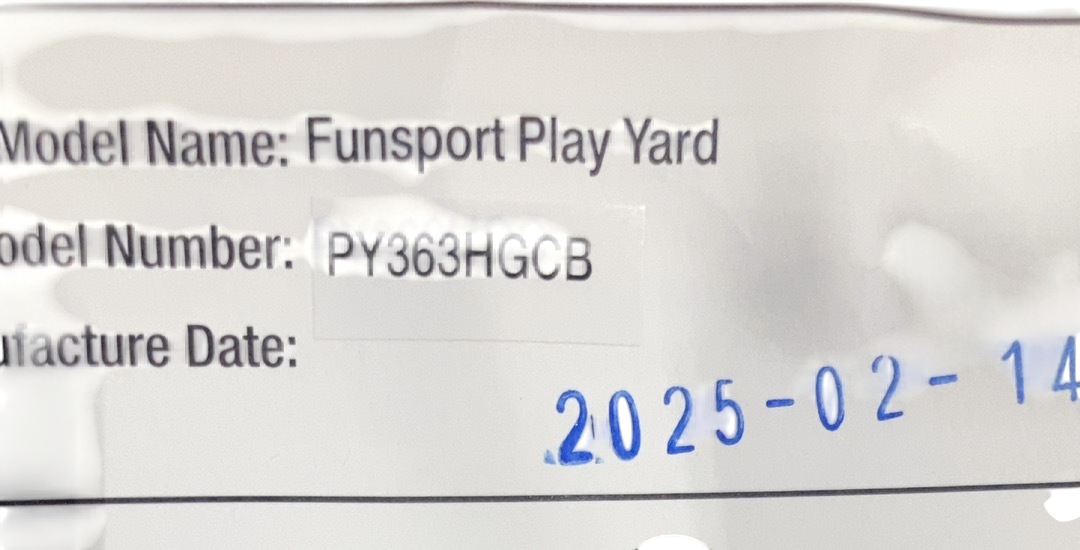 Model Name: Funsport Play Yard
odel Number: PY363HGCB
ufacture Date:
2025-02-14